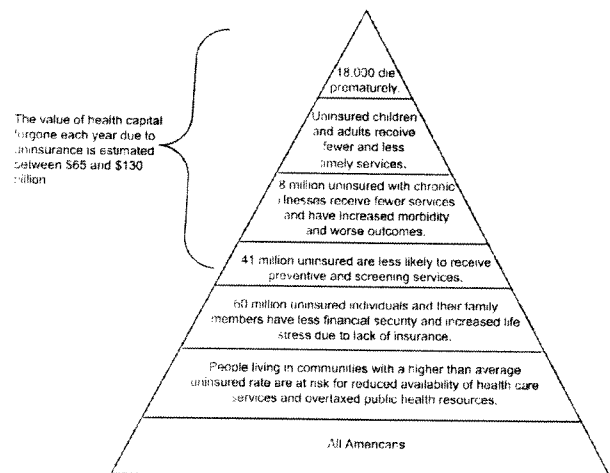 18,000 die
prematurely.
Uninsured children
and adults receive
fewer and less
timely services.
The value of health capital
forgone each year due to
uninsurance is estimated
between $65 and $130
8 million uninsured with chronic
illnesses receive fewer services
and have increased morbidity
and worse outcomes.
41 million uninsured are less likely to receive
preventive and screening services.
60 million uninsured individuals and their family
members have less financial security and increased life
stress due to lack of insurance.
People living in communities with a higher than average
uninsured rate are at risk for reduced availability of health care
services and overtaxed public health resources.
All Americans